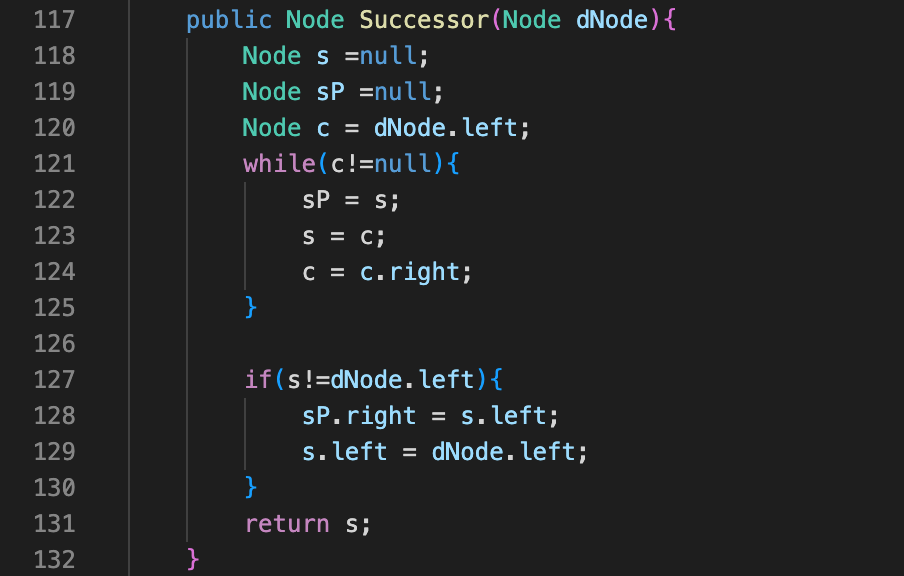 117 public Node Successor(Node dNode){
118 Node s =null;
119 Node sP =null;
120 Node c = dNode.left;
121 while(c!=null){
122 sP = s;
123 s = c;
124 c = c.right;
125 }
126
127 if(s!=dNode.left){
128 sP.right = s.left;
129 s.left = dNode.left;
130 }
131 return s;
132 }